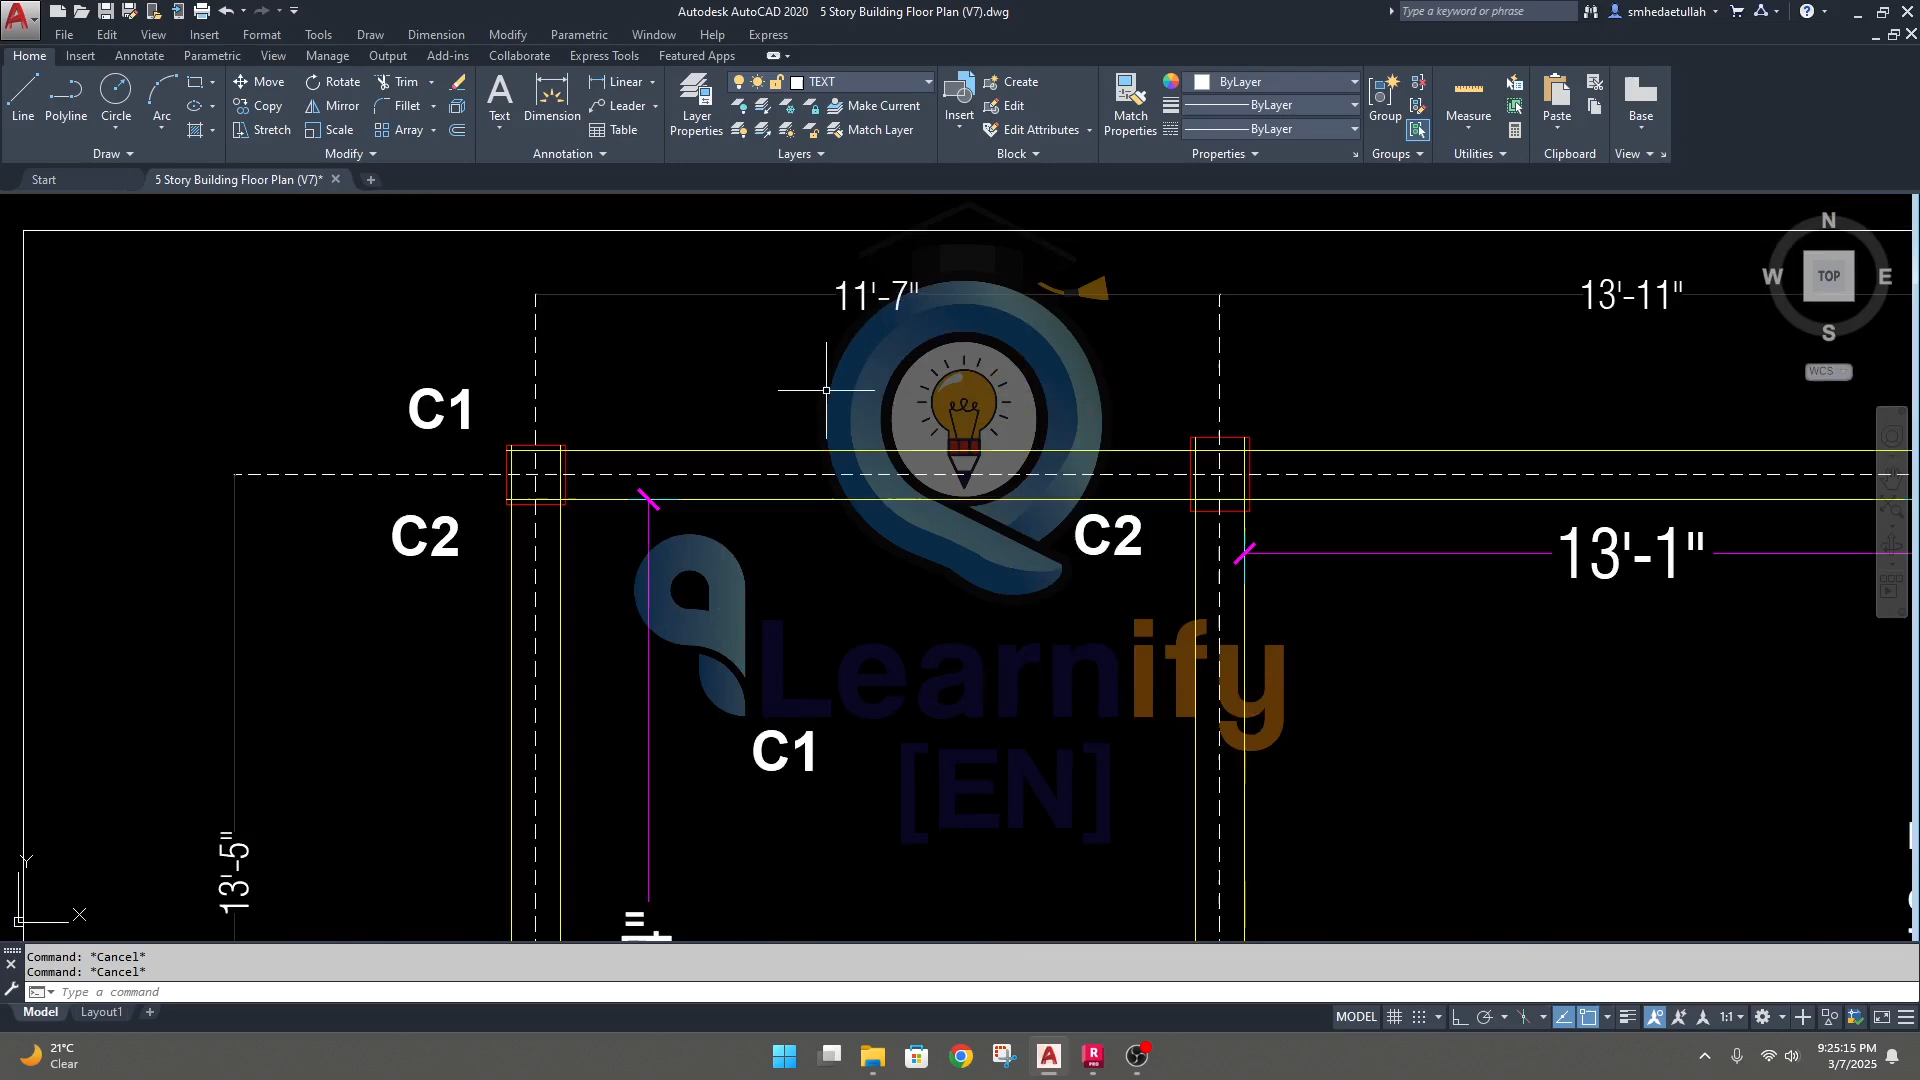 Autodesk AutoCAD 2020 5 Story Building Floor Plan (V7).dwg
Type a keyword or phrase
smhedaetullah
File Edit View Insert Format Tools Draw Dimension Modify Parametric Window Help Express
Home Insert Annotate Parametric View Manage Output Add-ins Collaborate Express Tools Featured Apps
Line Polyline Circle Arc
Move Rotate Trim
Copy Mirror Fillet
Stretch Scale Array
Text Dimension
Linear
Leader
Table
Layer Properties
TEXT
Make Current
Match Layer
Insert
Create
Edit
Edit Attributes
Match Properties
ByLayer
ByLayer
ByLayer
Group
Measure
Paste
Base
Draw Modify Annotation Layers Block Properties Groups Utilities Clipboard View
Start 5 Story Building Floor Plan (V7)*
N
W TOP E
S
WCS
11'-7" 13'-11"
C1
C2 C2
13'-1"
Learnify
C1
[EN]
13'-5"
Y
X
Command: *Cancel*
Command: *Cancel*
Type a command
Model Layout1
MODEL 1:1
21°C
Clear
9:25:15 PM
3/7/2025